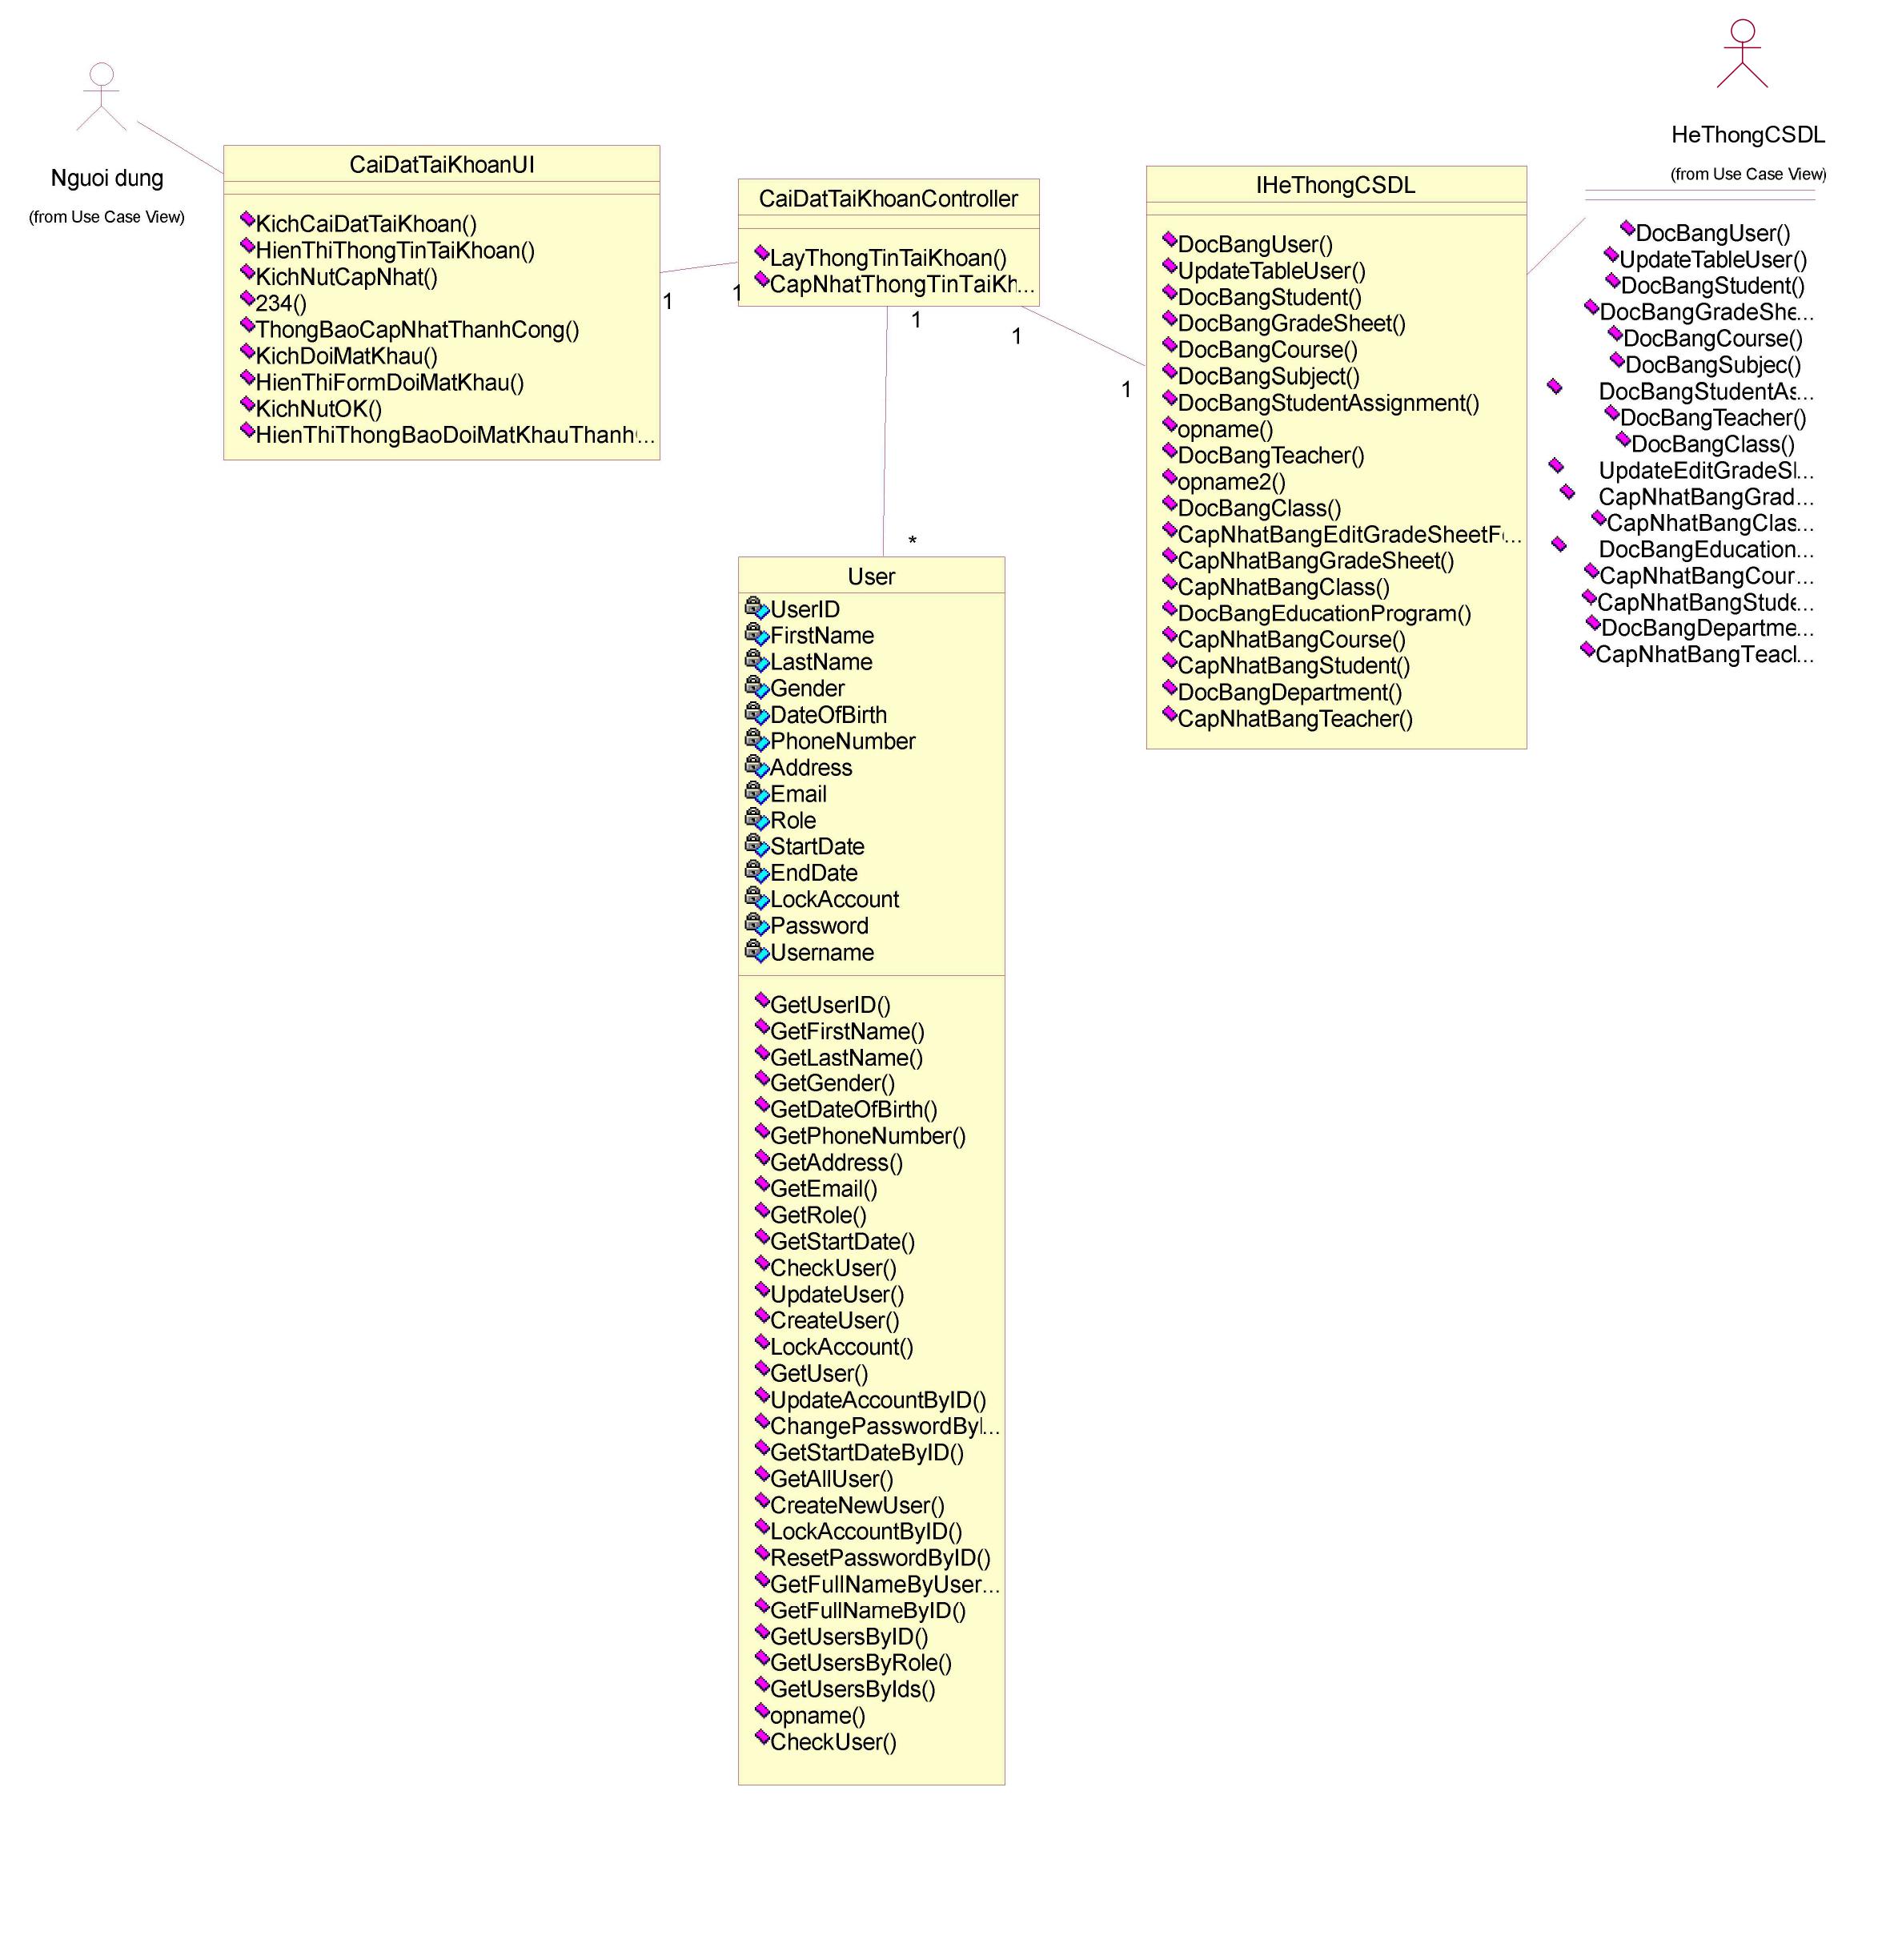 Nguoi dung
(from Use Case View)
CaiDatTaiKhoanUI
KichCaiDatTaiKhoan()
HienThiThongTinTaiKhoan()
KichNutCapNhat()
234()
ThongBaoCapNhatThanhCong()
KichDoiMatKhau()
HienThiFormDoiMatKhau()
KichNutOK()
HienThiThongBaoDoiMatKhauThanh...
1
1
CaiDatTaiKhoanController
LayThongTinTaiKhoan()
CapNhatThongTinTaiKh...
1
1
1
*
IHeThongCSDL
DocBangUser()
UpdateTableUser()
DocBangStudent()
DocBangGradeSheet()
DocBangCourse()
DocBangSubject()
DocBangStudentAssignment()
opname()
DocBangTeacher()
opname2()
DocBangClass()
CapNhatBangEditGradeSheetF...
CapNhatBangGradeSheet()
CapNhatBangClass()
DocBangEducationProgram()
CapNhatBangCourse()
CapNhatBangStudent()
DocBangDepartment()
CapNhatBangTeacher()
HeThongCSDL
(from Use Case View)
DocBangUser()
UpdateTableUser()
DocBangStudent()
DocBangGradeShe...
DocBangCourse()
DocBangSubjec()
DocBangStudentAs...
DocBangTeacher()
DocBangClass()
UpdateEditGradeSl...
CapNhatBangGrad...
CapNhatBangClas...
DocBangEducation...
CapNhatBangCour...
CapNhatBangStude...
DocBangDepartme...
CapNhatBangTeacl...
User
UserID
FirstName
LastName
Gender
DateOfBirth
PhoneNumber
Address
Email
Role
StartDate
EndDate
LockAccount
Password
Username
GetUserID()
GetFirstName()
GetLastName()
GetGender()
GetDateOfBirth()
GetPhoneNumber()
GetAddress()
GetEmail()
GetRole()
GetStartDate()
CheckUser()
UpdateUser()
CreateUser()
LockAccount()
GetUser()
UpdateAccountByID()
ChangePasswordByI...
GetStartDateByID()
GetAllUser()
CreateNewUser()
LockAccountByID()
ResetPasswordByID()
GetFullNameByUser...
GetFullNameByID()
GetUsersByID()
GetUsersByRole()
GetUsersByIds()
opname()
CheckUser()